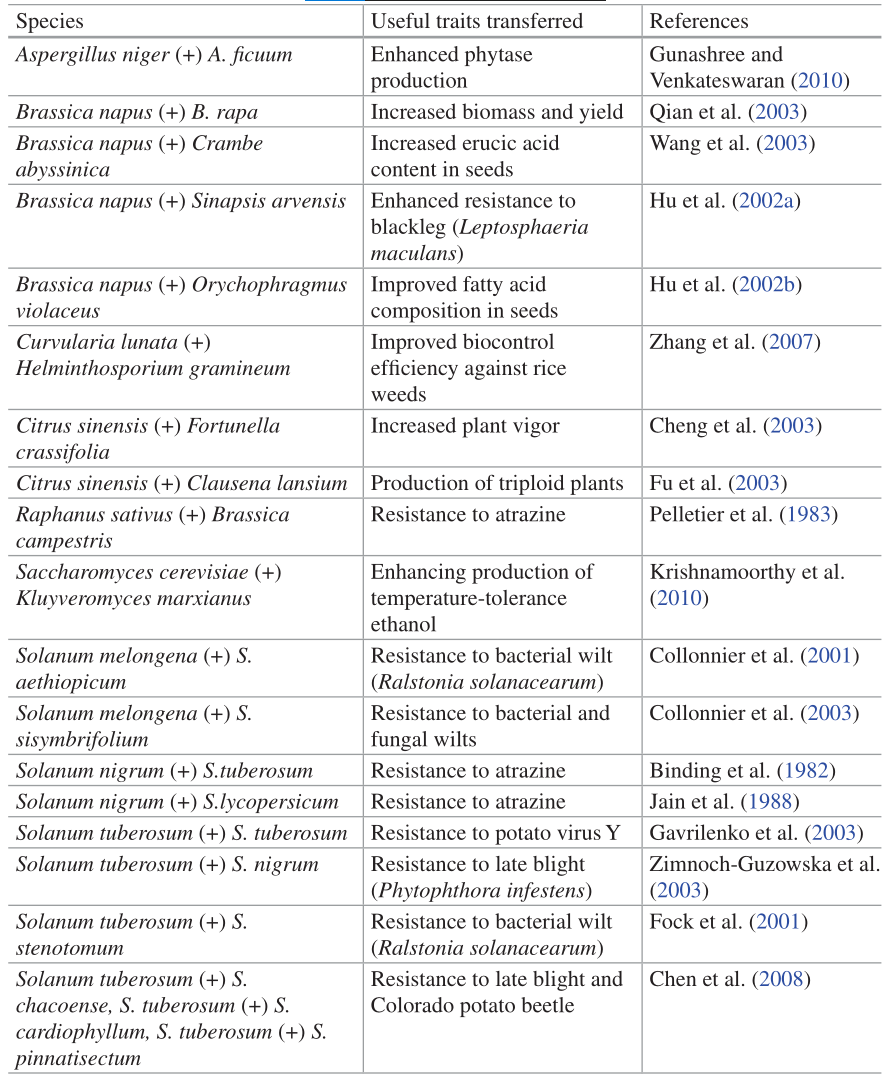 Species Useful traits transferred References
Aspergillus niger (+) A. ficuum Enhanced phytase Gunashree and
production Venkateswaran (2010)
Brassica napus (+) B. rapa Increased biomass and yield Qian et al. (2003)
Brassica napus (+) Crambe Increased erucic acid Wang et al. (2003)
abyssinica content in seeds
Brassica napus (+) Sinapsis arvensis Enhanced resistance to Hu et al. (2002a)
blackleg (Leptosphaeria
maculans)
Brassica napus (+) Orychophragmus Improved fatty acid Hu et al. (2002b)
violaceus composition in seeds
Curvularia lunata (+) Improved biocontrol Zhang et al. (2007)
Helminthosporium gramineum efficiency against rice
weeds
Citrus sinensis (+) Fortunella Increased plant vigor Cheng et al. (2003)
crassifolia
Citrus sinensis (+) Clausena lansium Production of triploid plants Fu et al. (2003)
Raphanus sativus (+) Brassica Resistance to atrazine Pelletier et al. (1983)
campestris
Saccharomyces cerevisiae (+) Enhancing production of Krishnamoorthy et al.
Kluyveromyces marxianus temperature-tolerance (2010)
ethanol
Solanum melongena (+) S. Resistance to bacterial wilt Collonnier et al. (2001)
aethiopicum (Ralstonia solanacearum)
Solanum melongena (+) S. Resistance to bacterial and Collonnier et al. (2003)
sisymbrifolium fungal wilts
Solanum nigrum (+) S.tuberosum Resistance to atrazine Binding et al. (1982)
Solanum nigrum (+) S.lycopersicum Resistance to atrazine Jain et al. (1988)
Solanum tuberosum (+) S. tuberosum Resistance to potato virus Y Gavrilenko et al. (2003)
Solanum tuberosum (+) S. nigrum Resistance to late blight Zimnoch-Guzowska et al.
(Phytophthora infestens) (2003)
Solanum tuberosum (+) S. Resistance to bacterial wilt Fock et al. (2001)
stenotomum (Ralstonia solanacearum)
Solanum tuberosum (+) S. Resistance to late blight and Chen et al. (2008)
chacoense, S. tuberosum (+) S. Colorado potato beetle
cardiophyllum, S. tuberosum (+) S.
pinnatisectum